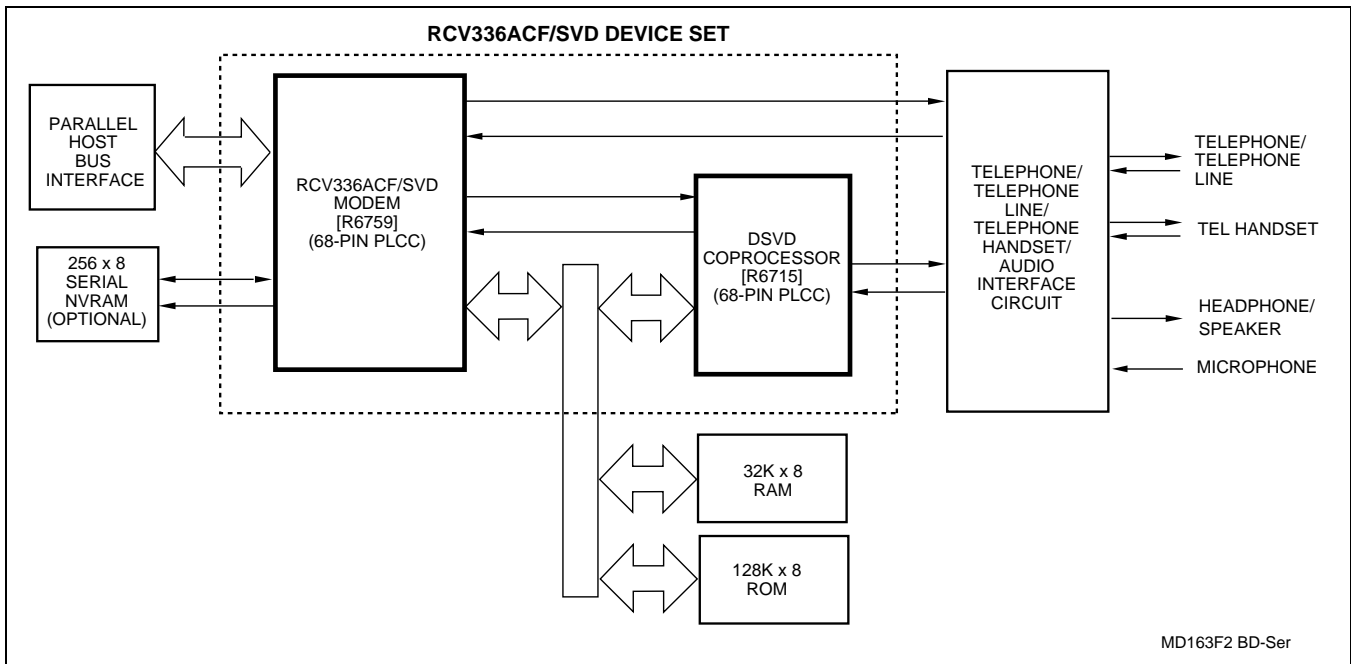 RCV336ACF/SVD DEVICE SET
PARALLEL
HOST
BUS
INTERFACE
256 x 8
SERIAL
NVRAM
(OPTIONAL)
RCV336ACF/SVD
MODEM
[R6759]
(68-PIN PLCC)
DSVD
COPROCESSOR
[R6715]
(68-PIN PLCC)
TELEPHONE/
TELEPHONE
LINE/
TELEPHONE
HANDSET/
AUDIO
INTERFACE
CIRCUIT
TELEPHONE/
TELEPHONE
LINE
TEL HANDSET
HEADPHONE/
SPEAKER
MICROPHONE
32K x 8
RAM
128K x 8
ROM
MD163F2 BD-Ser